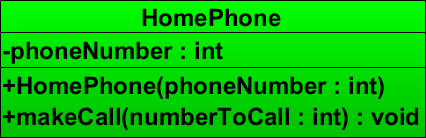 HomePhone
-phoneNumber : int
+HomePhone(phoneNumber : int)
+makeCall(numberToCall : int) : void